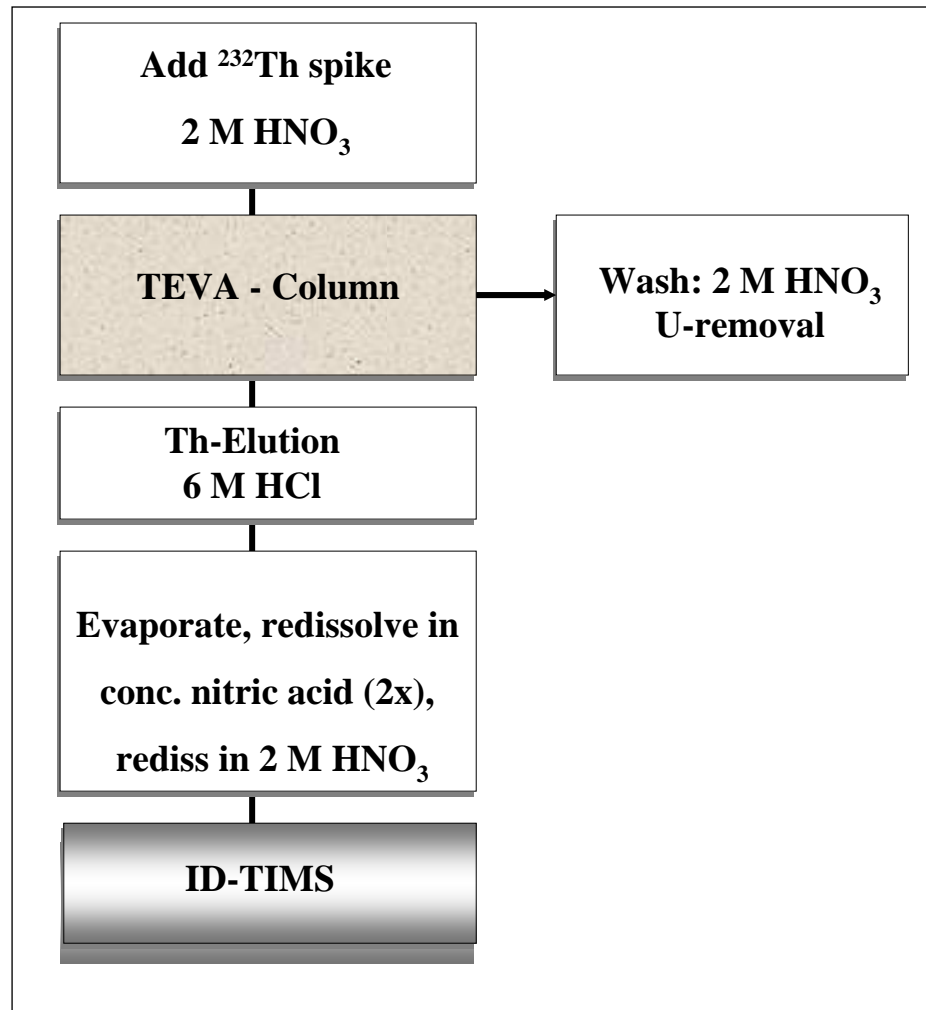 Add ²³²Th spike
2 M HNO₃
TEVA - Column
Wash: 2 M HNO₃
U-removal
Th-Elution
6 M HCl
Evaporate, redissolve in
conc. nitric acid (2x),
rediss in 2 M HNO₃
ID-TIMS